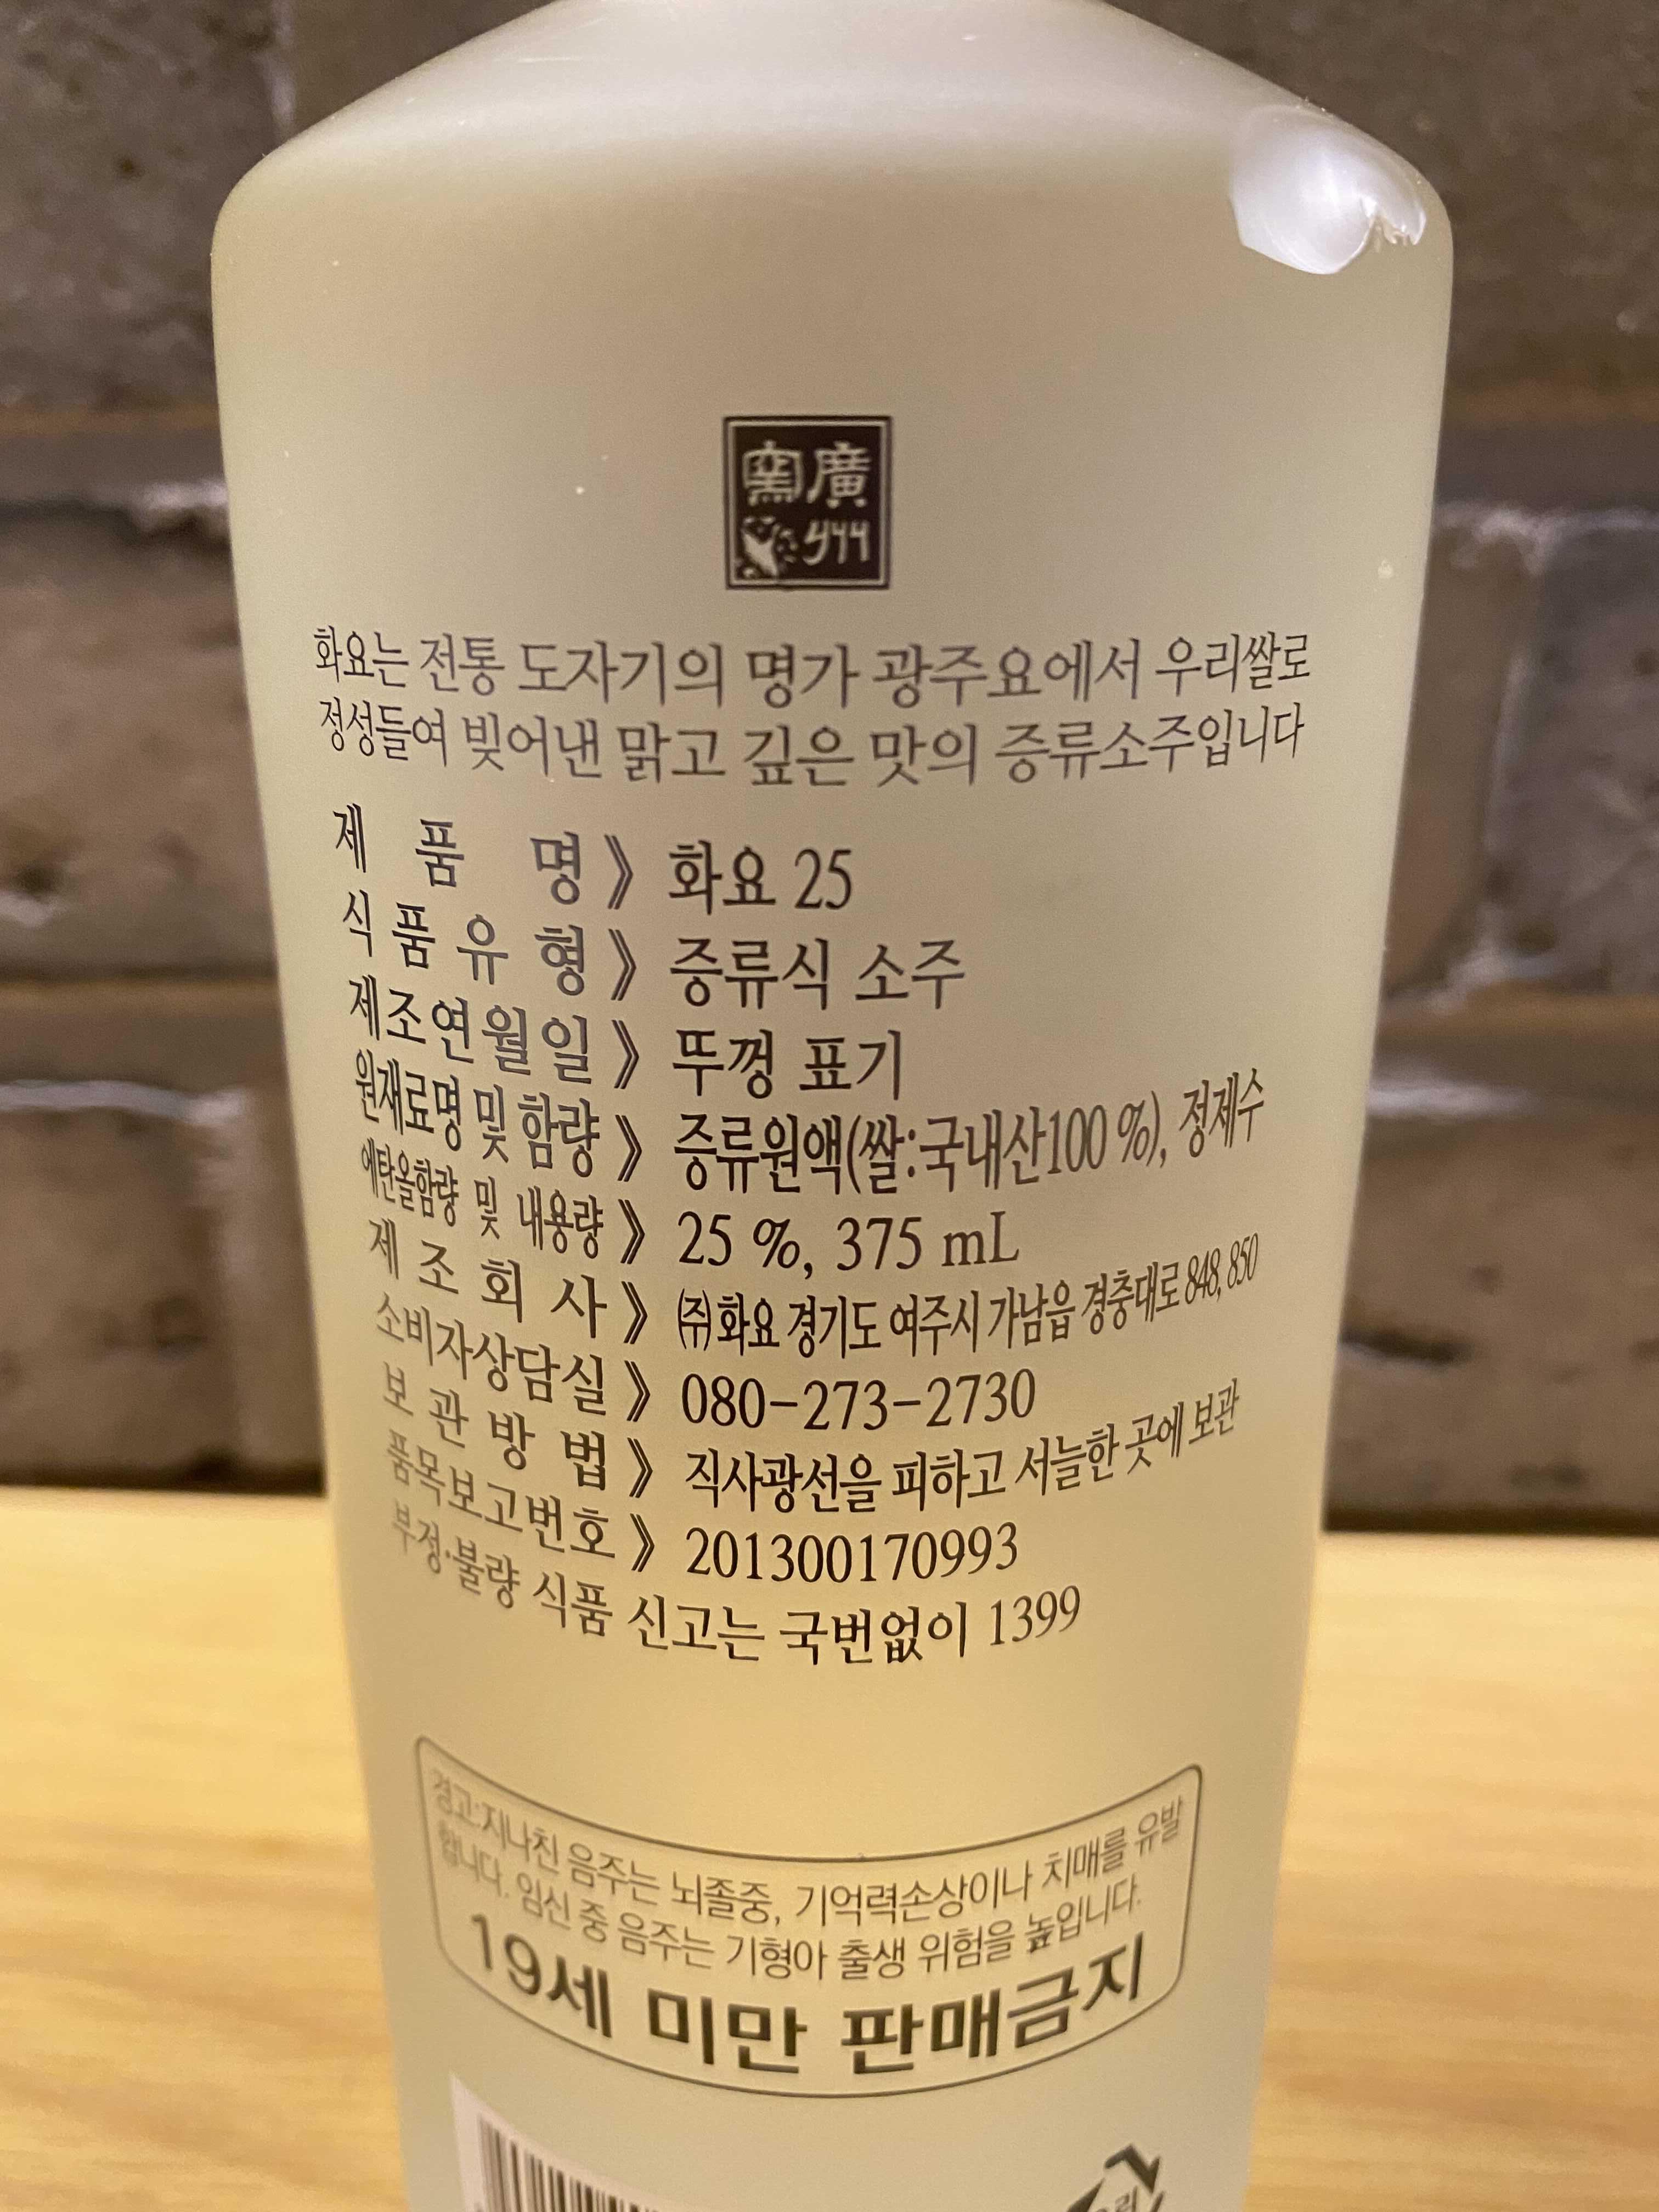 廣州窯
화요는 전통 도자기의 명가 광주요에서 우리쌀로
정성들여 빚어낸 맑고 깊은 맛의 증류소주입니다
제 품 명 》 화요 25
식 품 유 형 》 증류식 소주
제조연월일 》 뚜껑 표기
원재료명 및 함량 》 증류원액(쌀:국내산100 %), 정제수
에탄올함량 및 내용량 》 25 %, 375 mL
제 조 회 사 》 ㈜화요 경기도 여주시 가남읍 경충대로 848, 850
소비자상담실 》 080-273-2730
보 관 방 법 》 직사광선을 피하고 서늘한 곳에 보관
품목보고번호 》 201300170993
부정·불량 식품 신고는 국번없이 1399
경고:지나친 음주는 뇌졸중, 기억력손상이나 치매를 유발
합니다. 임신 중 음주는 기형아 출생 위험을 높입니다.
19세 미만 판매금지